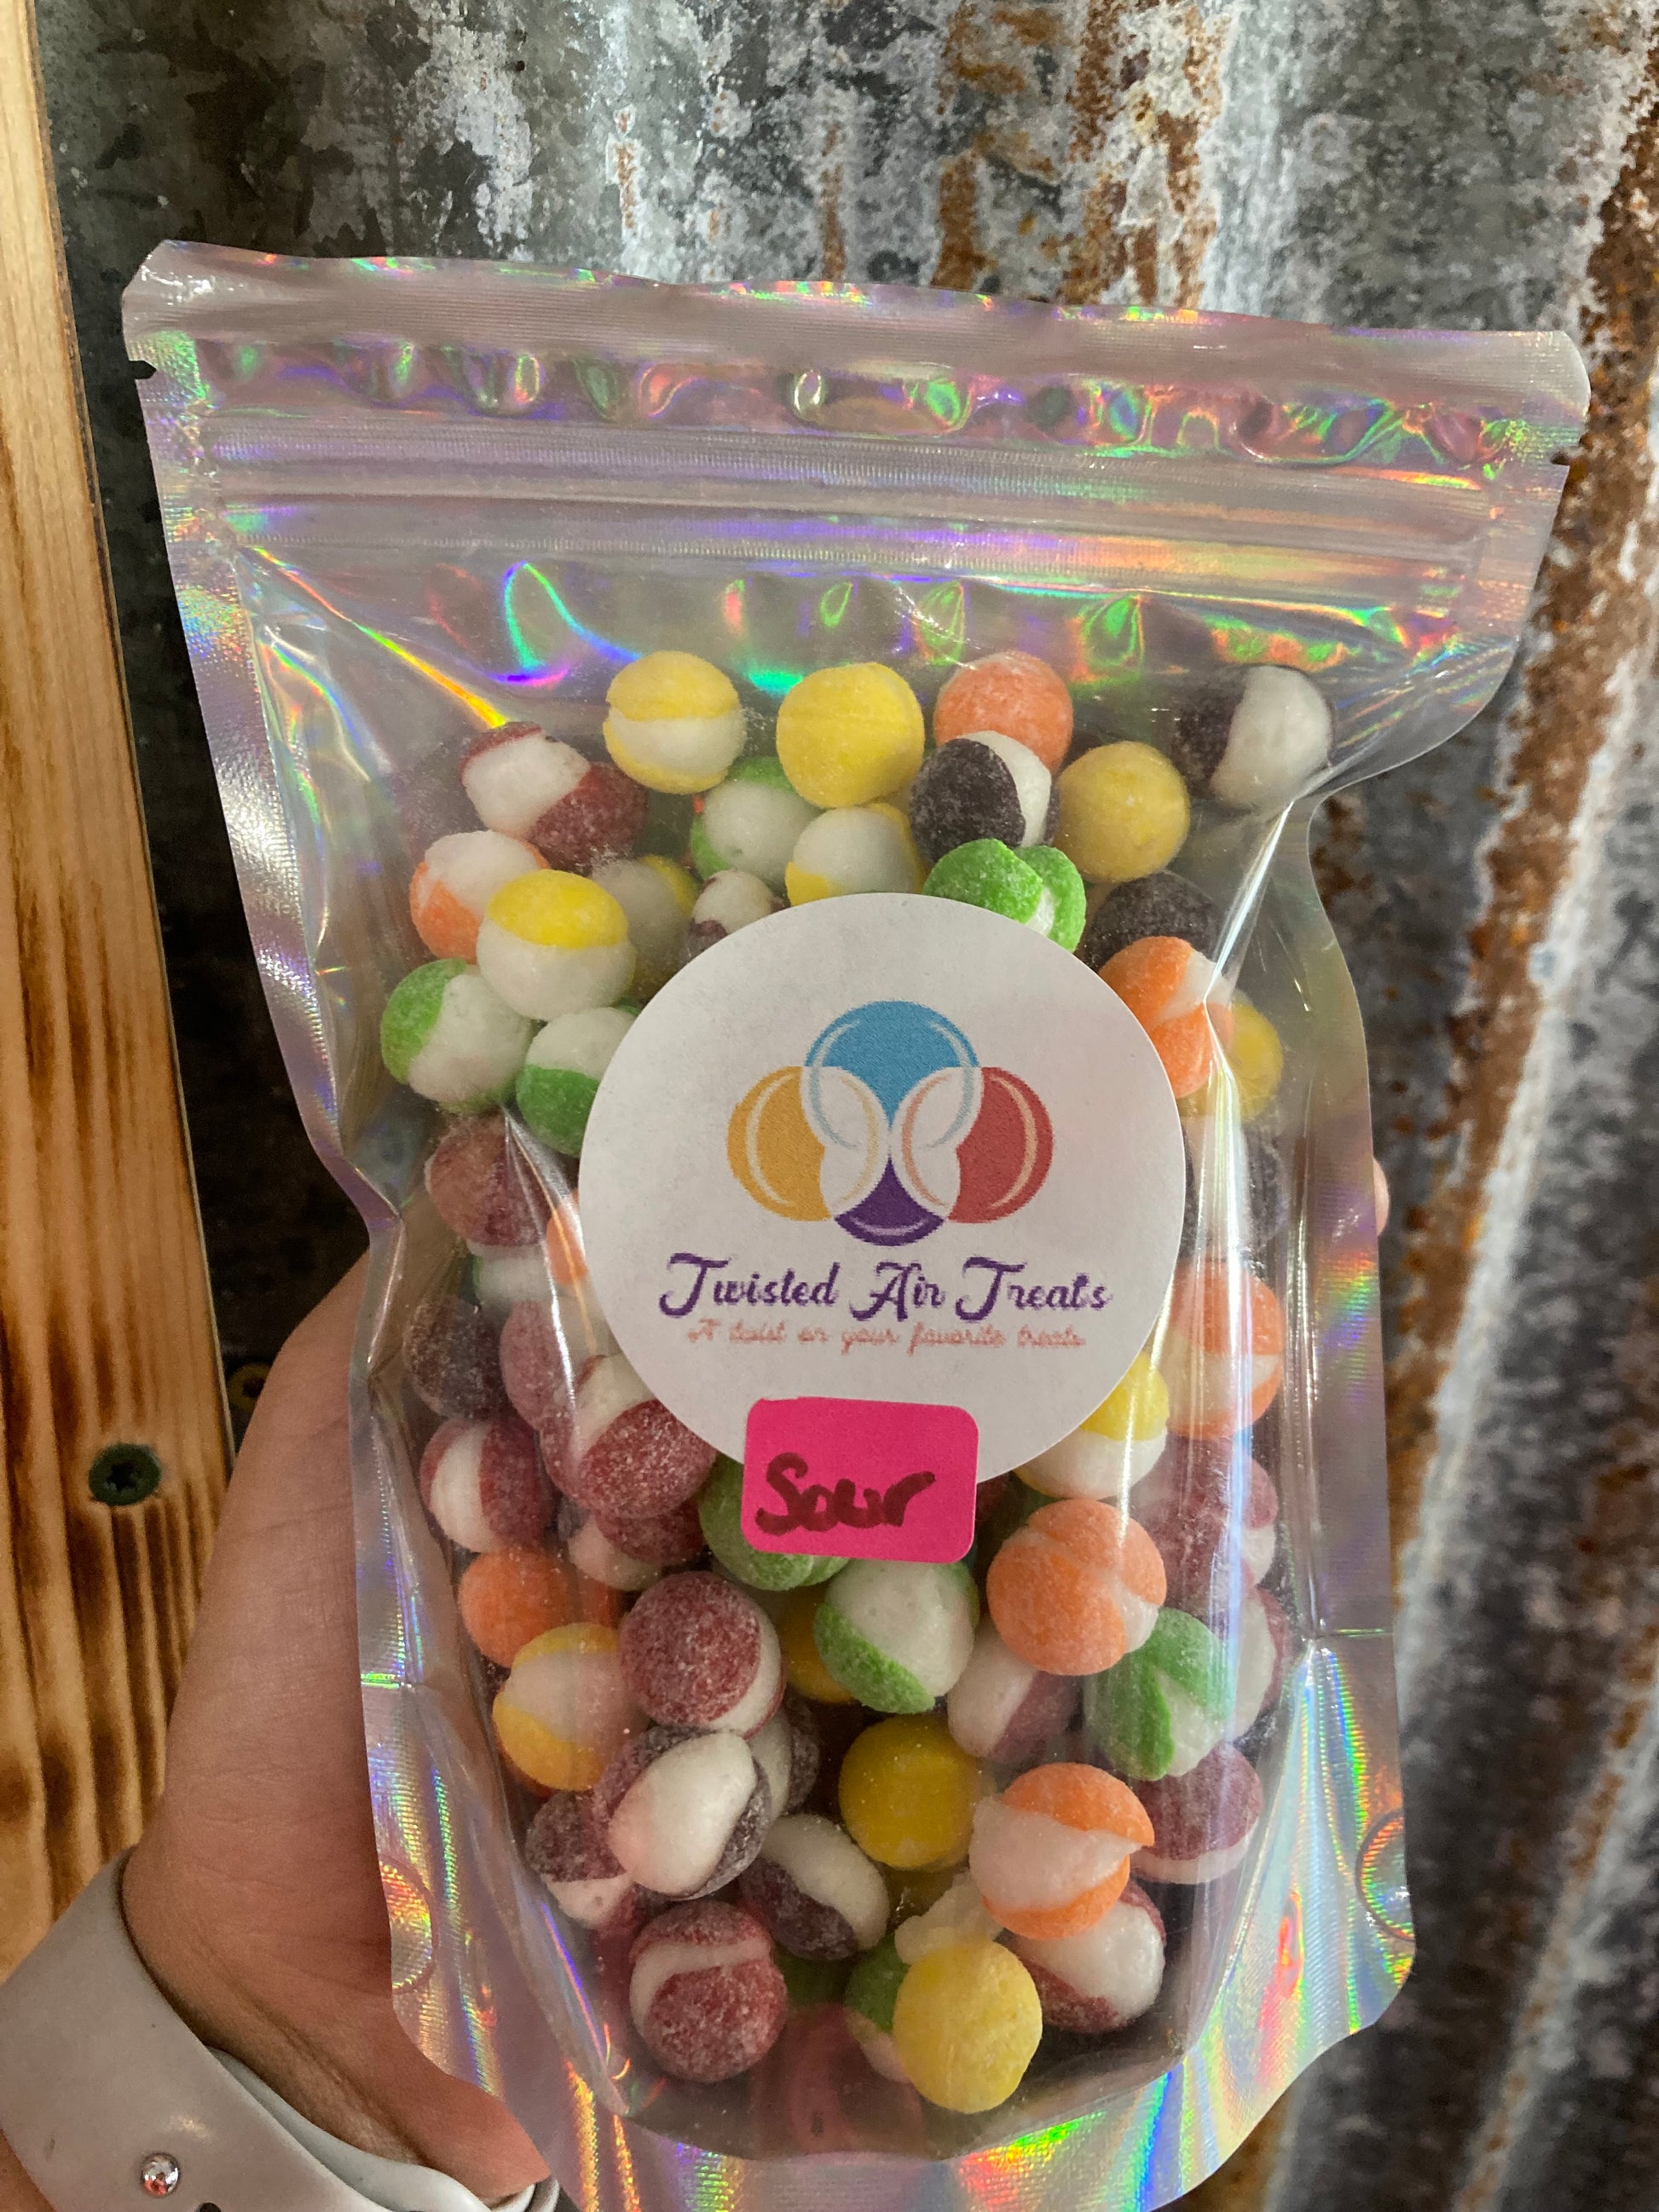 Twisted Air Treats
A twist on your favorite treats
Sour